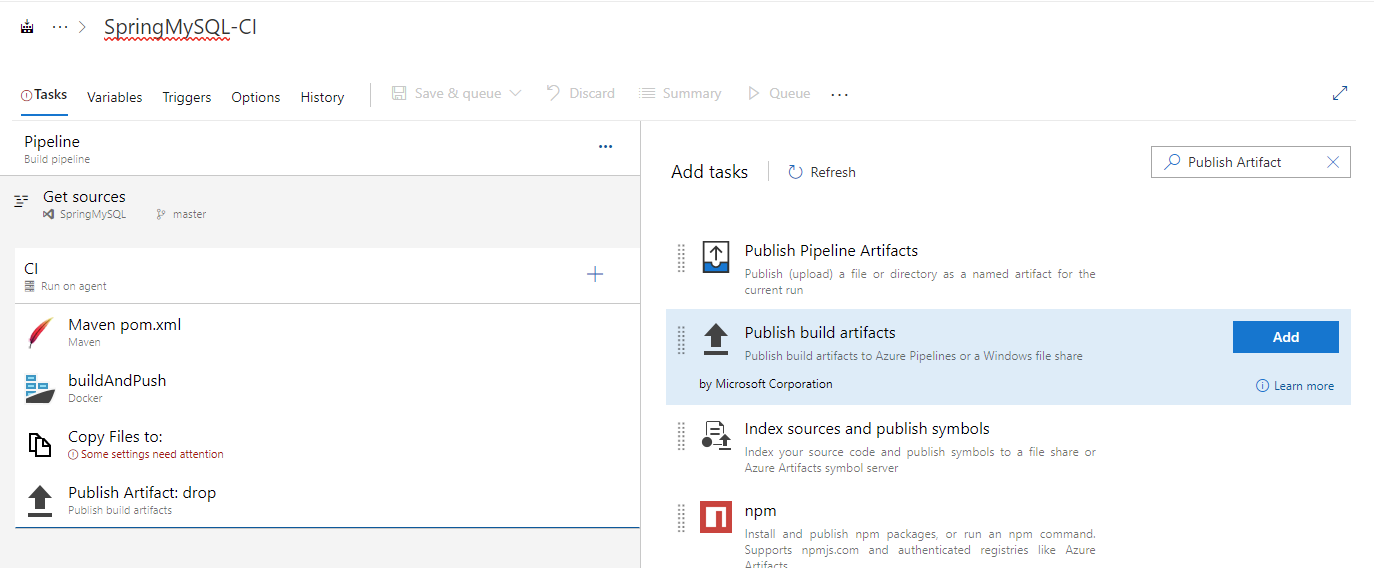 ··· > SpringMySQL-CI
Tasks Variables Triggers Options History Save & queue Discard Summary Queue ···
Pipeline
Build pipeline
···
Get sources
SpringMySQL master
CI
Run on agent
Maven pom.xml
Maven
buildAndPush
Docker
Copy Files to:
Some settings need attention
Publish Artifact: drop
Publish build artifacts
Add tasks Refresh Publish Artifact
Publish Pipeline Artifacts
Publish (upload) a file or directory as a named artifact for the
current run
Publish build artifacts
Publish build artifacts to Azure Pipelines or a Windows file share
Add
by Microsoft Corporation
Learn more
Index sources and publish symbols
Index your source code and publish symbols to a file share or
Azure Artifacts symbol server
npm
Install and publish npm packages, or run an npm command.
Supports npmjs.com and authenticated registries like Azure
Artifacts